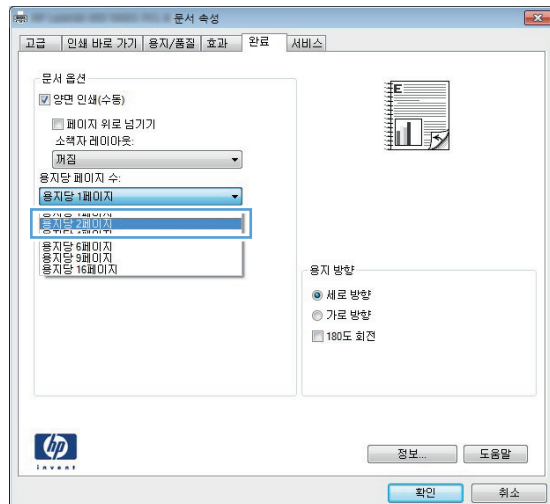 문서 속성
고급 인쇄 바로 가기 용지/품질 효과 완료 서비스
문서 옵션
양면 인쇄(수동)
페이지 위로 넘기기
소책자 레이아웃:
꺼짐
용지당 페이지 수:
용지당 1페이지
용지당 2페이지
용지당 6페이지
용지당 9페이지
용지당 16페이지
E
용지 방향
세로 방향
가로 방향
180도 회전
hp
invent
정보... 도움말
확인 취소